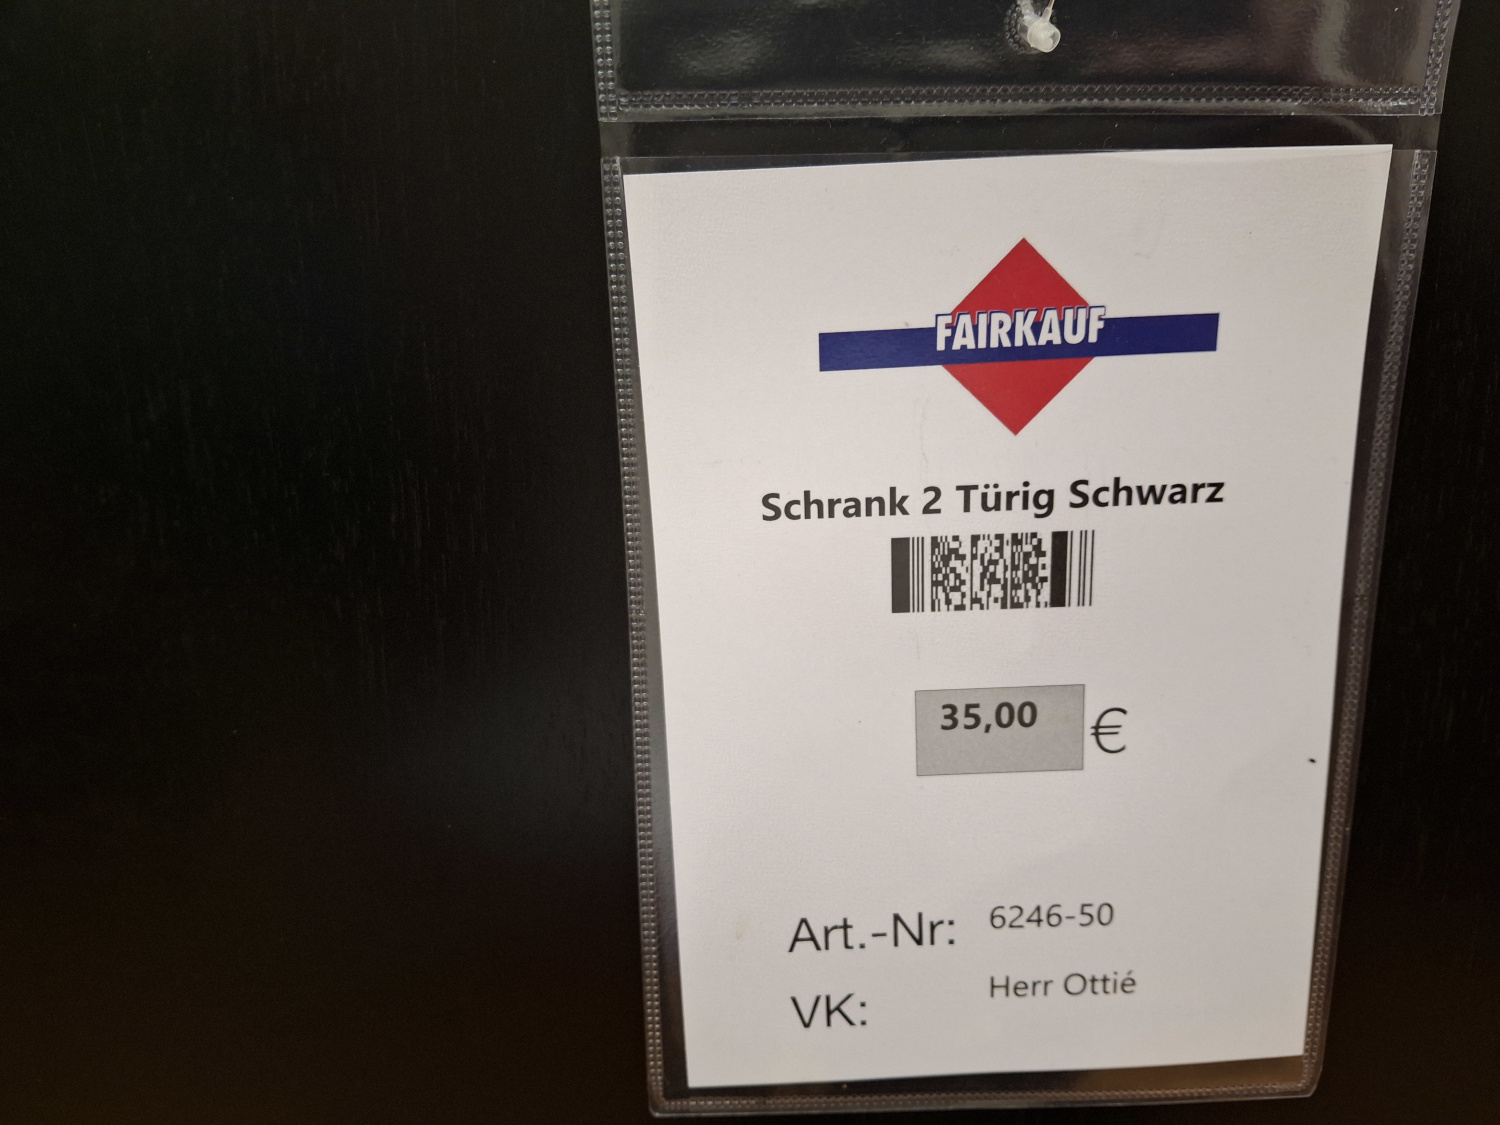 FAIRKAUF
Schrank 2 Türig Schwarz
35,00 €
Art.-Nr: 6246-50
VK: Herr Ottié